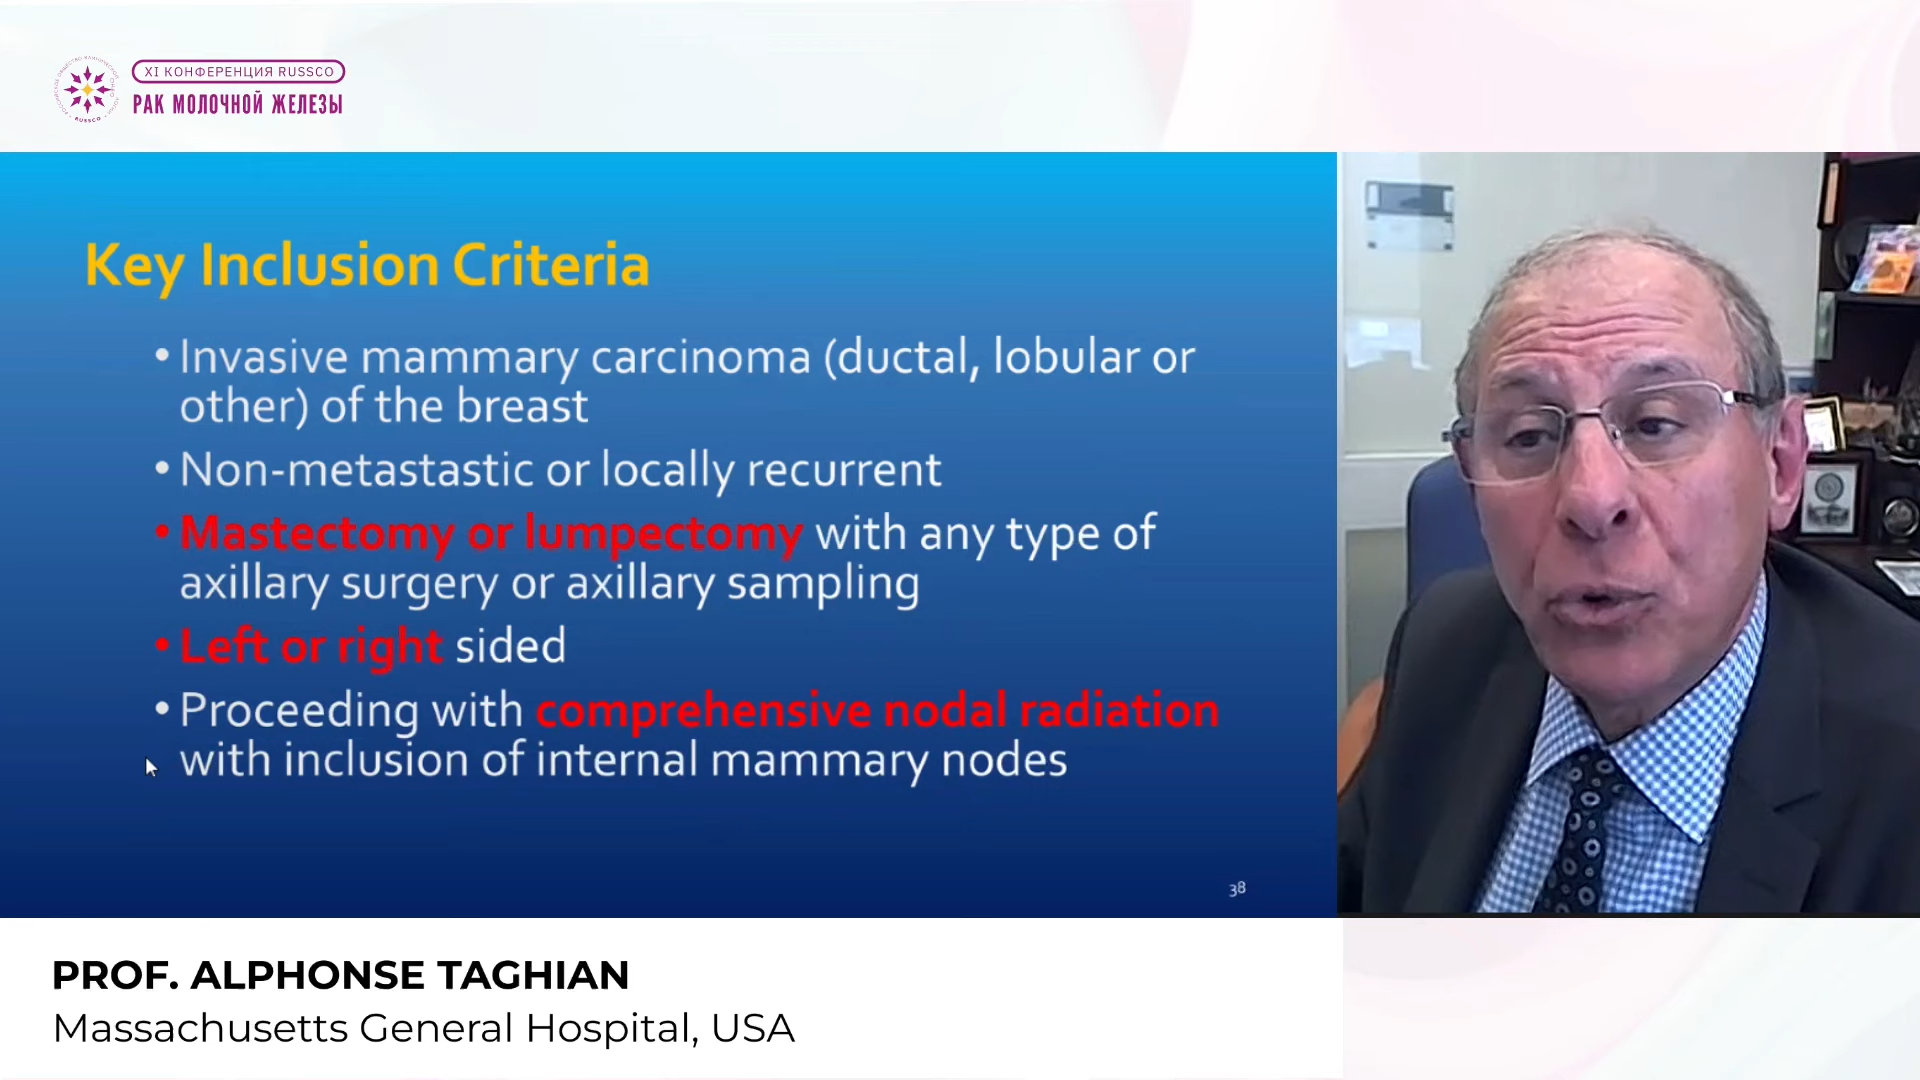 XI КОНФЕРЕНЦИЯ RUSSCO
РАК МОЛОЧНОЙ ЖЕЛЕЗЫ
RUSSCO
Key Inclusion Criteria
• Invasive mammary carcinoma (ductal, lobular or
other) of the breast
• Non-metastastic or locally recurrent
• Mastectomy or lumpectomy with any type of
axillary surgery or axillary sampling
• Left or right sided
• Proceeding with comprehensive nodal radiation
with inclusion of internal mammary nodes
38
PROF. ALPHONSE TAGHIAN
Massachusetts General Hospital, USA